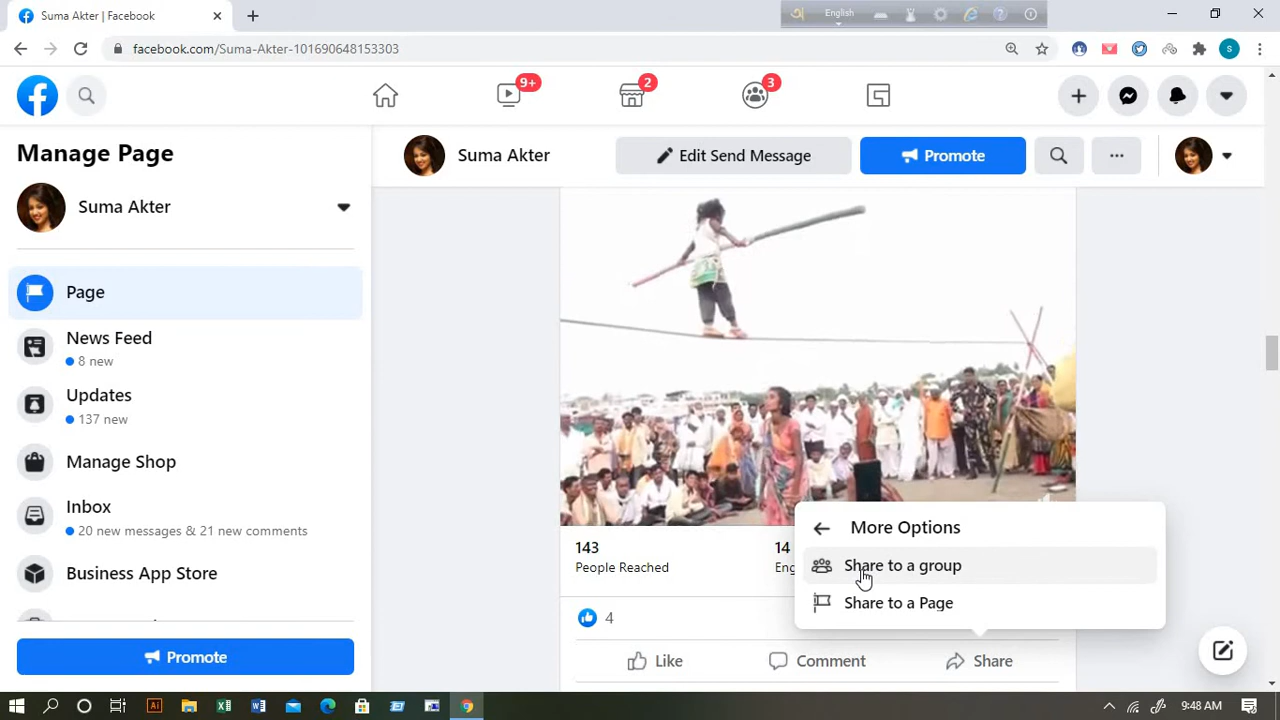 Suma Akter | Facebook
English
facebook.com/Suma-Akter-101690648153303
S
9+
2
3
Manage Page
Suma Akter
Edit Send Message
Promote
Suma Akter
Page
News Feed
8 new
Updates
137 new
Manage Shop
Inbox
20 new messages & 21 new comments
Business App Store
Promote
143
People Reached
14
Eng
More Options
Share to a group
Share to a Page
4
Like
Comment
Share
9:48 AM